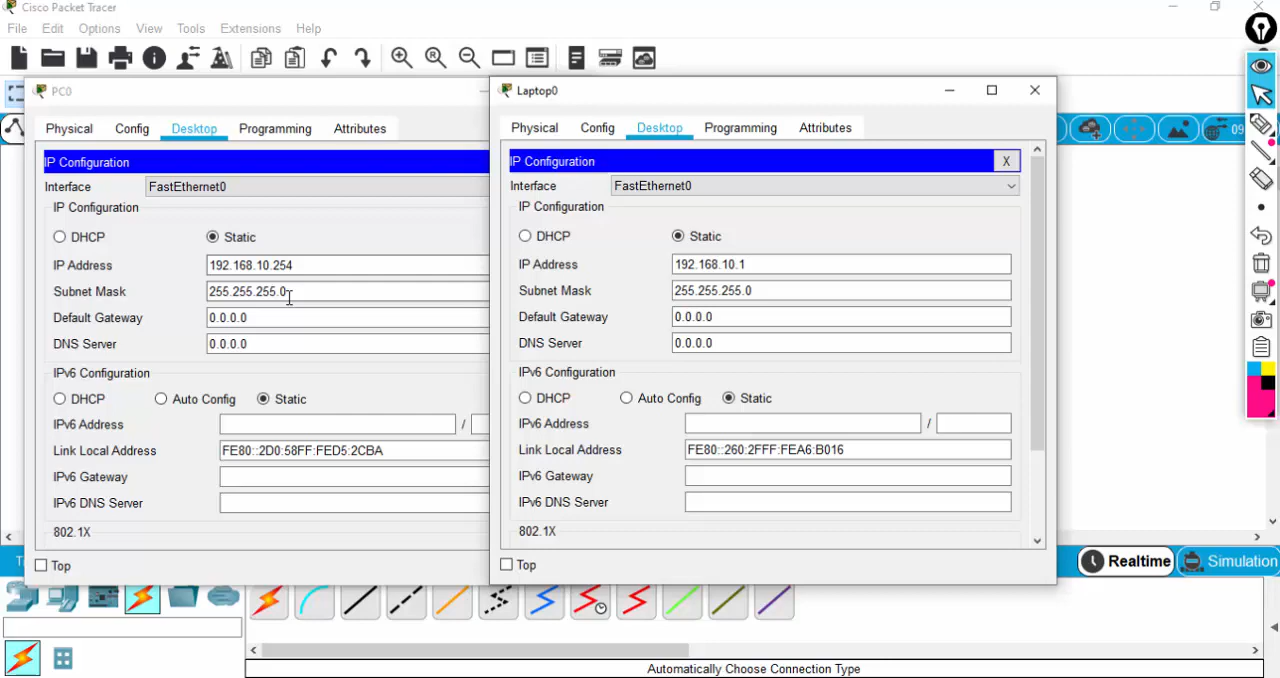 Cisco Packet Tracer
File Edit Options View Tools Extensions Help
PC0
Physical Config Desktop Programming Attributes
IP Configuration
Interface FastEthernet0
IP Configuration
DHCP Static
IP Address 192.168.10.254
Subnet Mask 255.255.255.0
Default Gateway 0.0.0.0
DNS Server 0.0.0.0
IPv6 Configuration
DHCP Auto Config Static
IPv6 Address /
Link Local Address FE80::2D0:58FF:FED5:2CBA
IPv6 Gateway
IPv6 DNS Server
802.1X
Top
Laptop0
Physical Config Desktop Programming Attributes
IP Configuration X
Interface FastEthernet0
IP Configuration
DHCP Static
IP Address 192.168.10.1
Subnet Mask 255.255.255.0
Default Gateway 0.0.0.0
DNS Server 0.0.0.0
IPv6 Configuration
DHCP Auto Config Static
IPv6 Address /
Link Local Address FE80::260:2FFF:FEA6:B016
IPv6 Gateway
IPv6 DNS Server
802.1X
Top
09
Realtime Simulation
Automatically Choose Connection Type